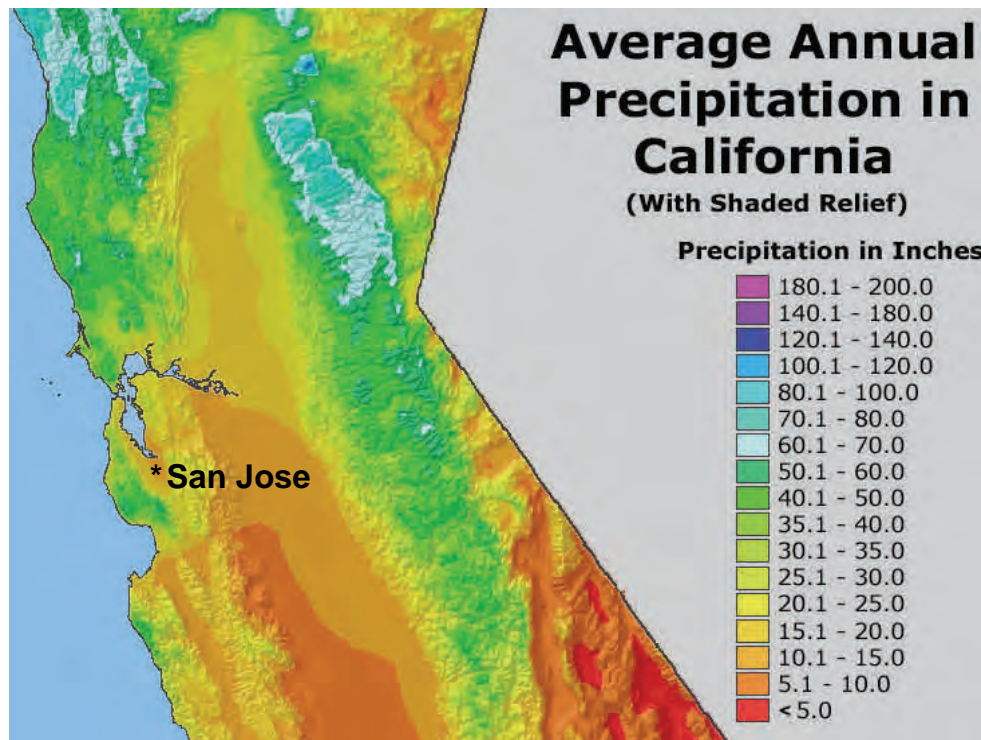 Average Annual
Precipitation in
California
(With Shaded Relief)
Precipitation in Inches
180.1 - 200.0
140.1 - 180.0
120.1 - 140.0
100.1 - 120.0
80.1 - 100.0
70.1 - 80.0
60.1 - 70.0
50.1 - 60.0
40.1 - 50.0
35.1 - 40.0
30.1 - 35.0
25.1 - 30.0
20.1 - 25.0
15.1 - 20.0
10.1 - 15.0
5.1 - 10.0
<5.0
* San Jose